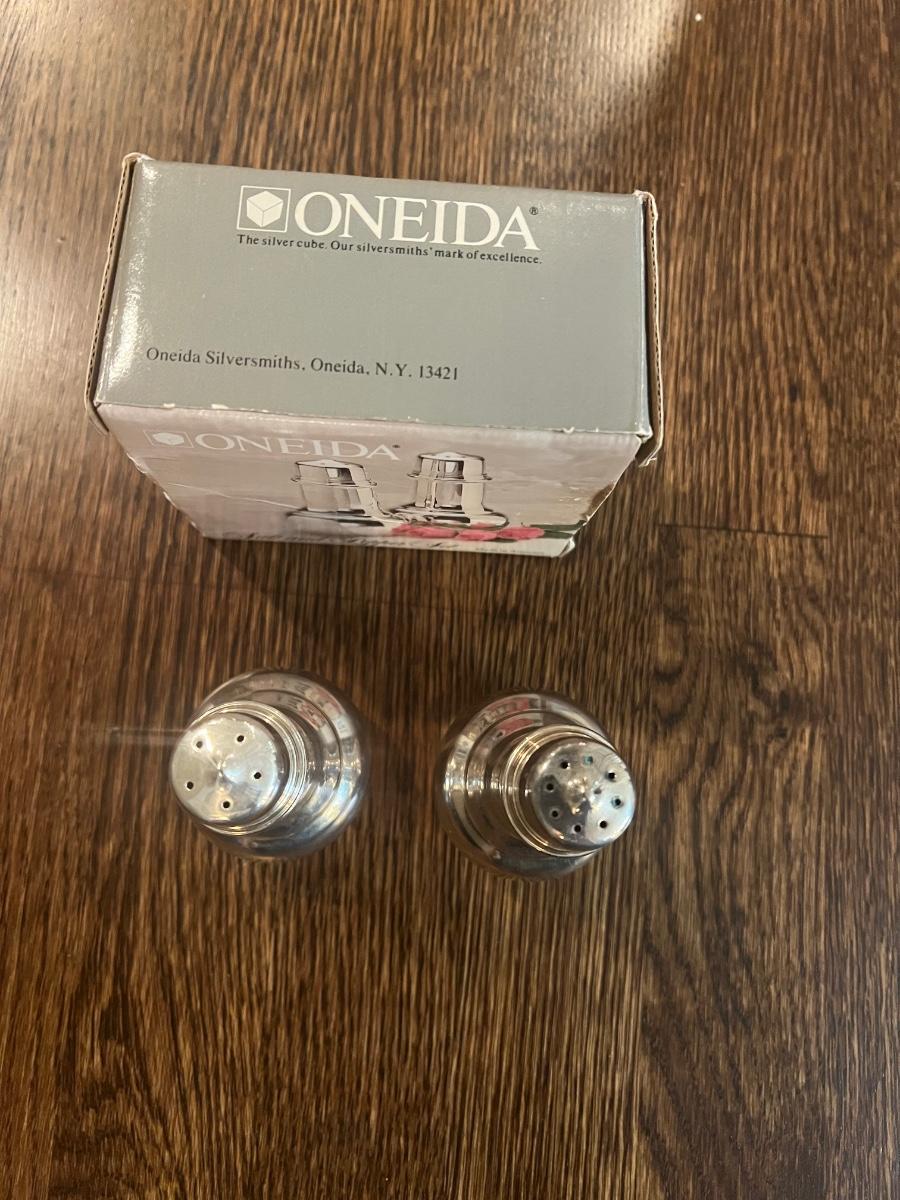 ONEIDA®
The silver cube. Our silversmiths' mark of excellence.
Oneida Silversmiths, Oneida, N.Y. 13421
ONEIDA®